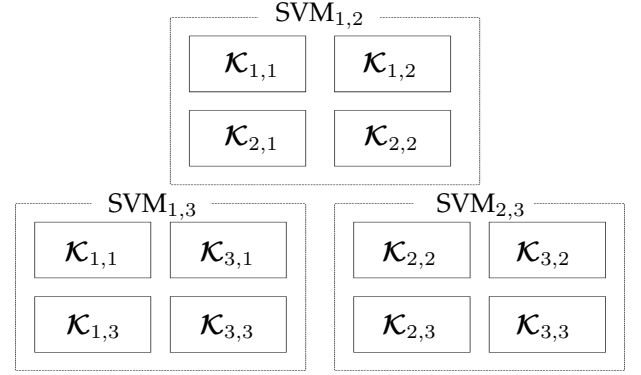 SVM₁,₂
𝓚₁,₁ 𝓚₁,₂
𝓚₂,₁ 𝓚₂,₂
SVM₁,₃
𝓚₁,₁ 𝓚₃,₁
𝓚₁,₃ 𝓚₃,₃
SVM₂,₃
𝓚₂,₂ 𝓚₃,₂
𝓚₂,₃ 𝓚₃,₃